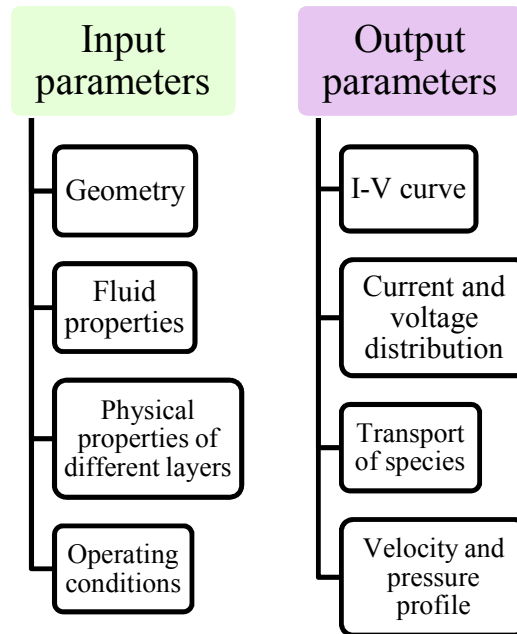 Input
parameters
Geometry
Fluid
properties
Physical
properties of
different layers
Operating
conditions
Output
parameters
I-V curve
Current and
voltage
distribution
Transport
of species
Velocity and
pressure
profile